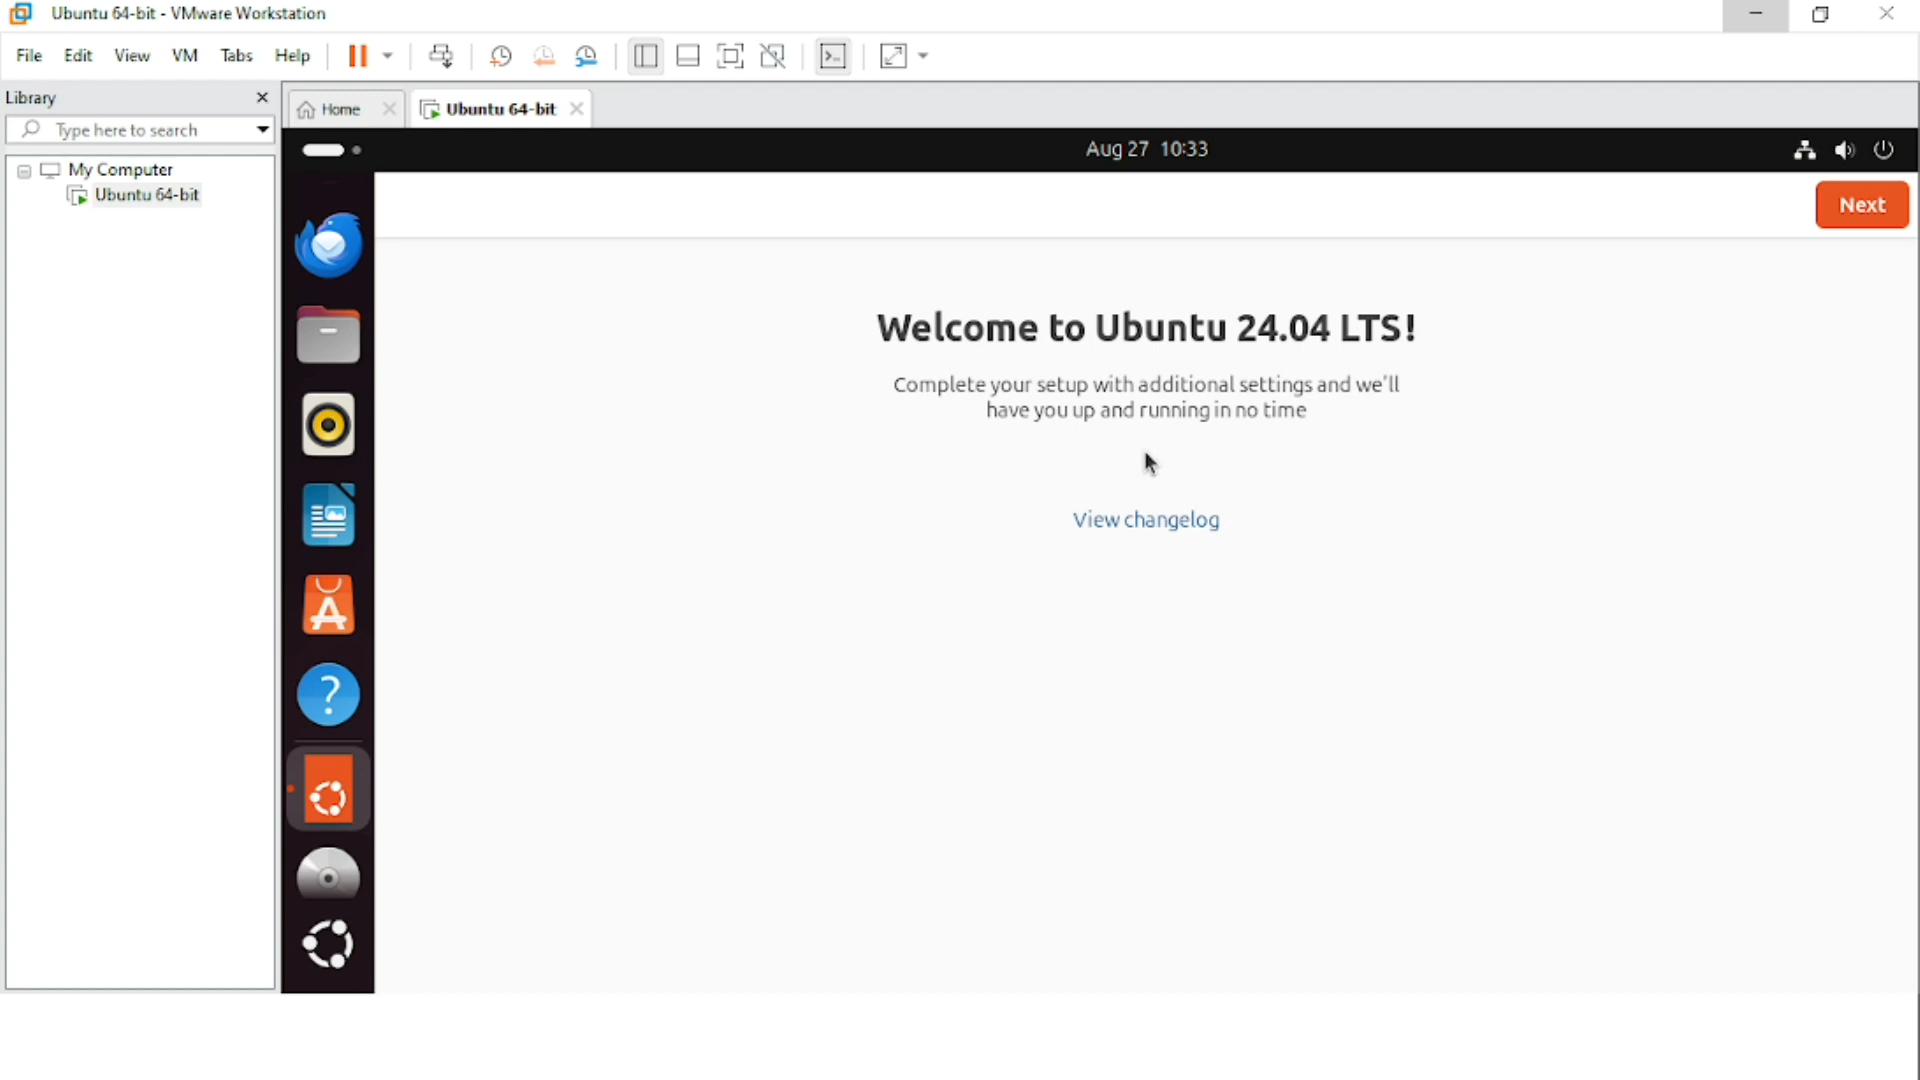 Ubuntu 64-bit - VMware Workstation
File Edit View VM Tabs Help
Library
Home
Ubuntu 64-bit
Type here to search
My Computer
Ubuntu 64-bit
Aug 27 10:33
Next
Welcome to Ubuntu 24.04 LTS!
Complete your setup with additional settings and we'll
have you up and running in no time
View changelog